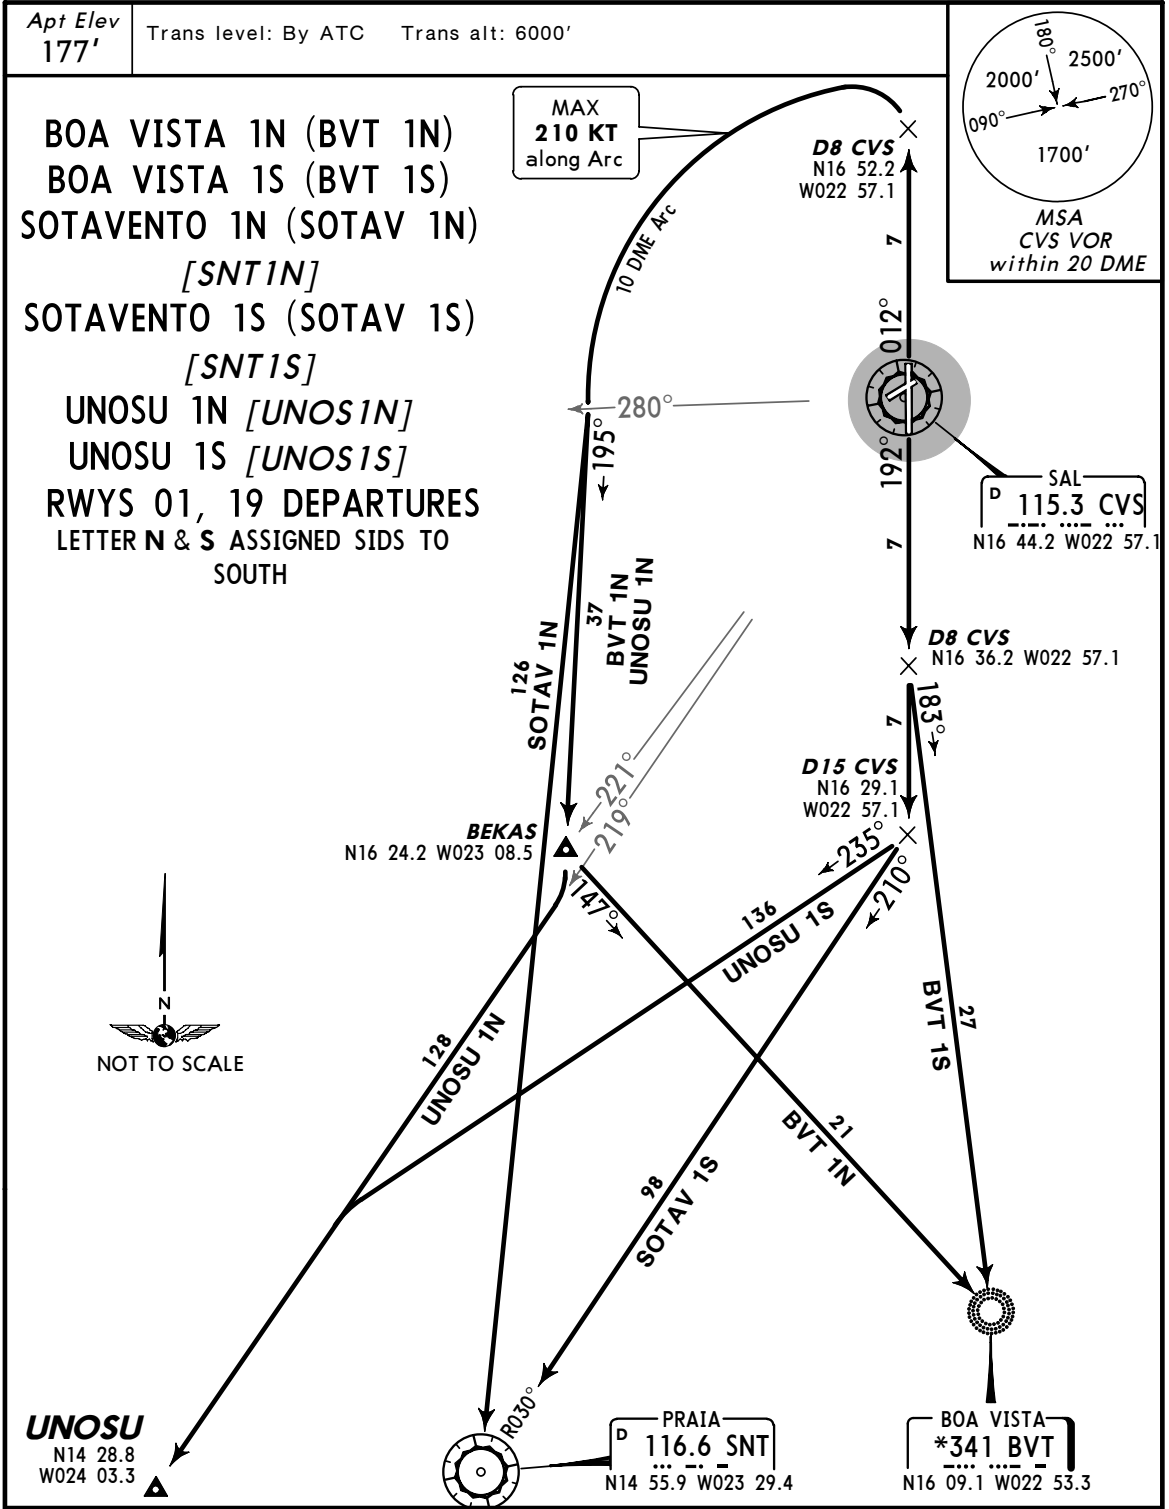 Apt Elev
177'
Trans level: By ATC Trans alt: 6000'
180°
2500'
2000'
270°
090°
1700'
MSA
CVS VOR
within 20 DME
BOA VISTA 1N (BVT 1N)
BOA VISTA 1S (BVT 1S)
SOTAVENTO 1N (SOTAV 1N)
[SNT1N]
SOTAVENTO 1S (SOTAV 1S)
[SNT1S]
UNOSU 1N [UNOS1N]
UNOSU 1S [UNOS1S]
RWYS 01, 19 DEPARTURES
LETTER N & S ASSIGNED SIDS TO
SOUTH
MAX
210 KT
along Arc
10 DME Arc
D8 CVS
N16 52.2
W022 57.1
7
012°
192°
7
SAL
D 115.3 CVS
N16 44.2 W022 57.1
280°
195°
37
BVT 1N
UNOSU 1N
126
SOTAV 1N
D8 CVS
N16 36.2 W022 57.1
183°
7
D15 CVS
N16 29.1
W022 57.1
221°
219°
BEKAS
N16 24.2 W023 08.5
147°
235°
210°
136
UNOSU 1S
27
BVT 1S
N
NOT TO SCALE
128
UNOSU 1N
21
BVT 1N
98
SOTAV 1S
R030°
UNOSU
N14 28.8
W024 03.3
PRAIA
D 116.6 SNT
N14 55.9 W023 29.4
BOA VISTA
*341 BVT
N16 09.1 W022 53.3